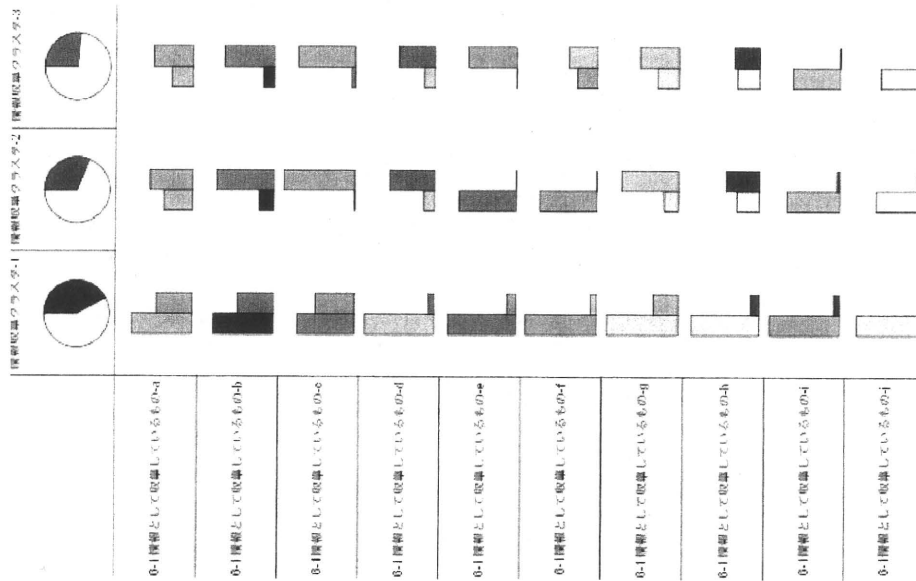 情報収集クラスタ-1
情報収集クラスタ-2
情報収集クラスタ-3
6-1情報として収集しているもの-a
6-1情報として収集しているもの-b
6-1情報として収集しているもの-c
6-1情報として収集しているもの-d
6-1情報として収集しているもの-e
6-1情報として収集しているもの-f
6-1情報として収集しているもの-g
6-1情報として収集しているもの-h
6-1情報として収集しているもの-i
6-1情報として収集しているもの-j